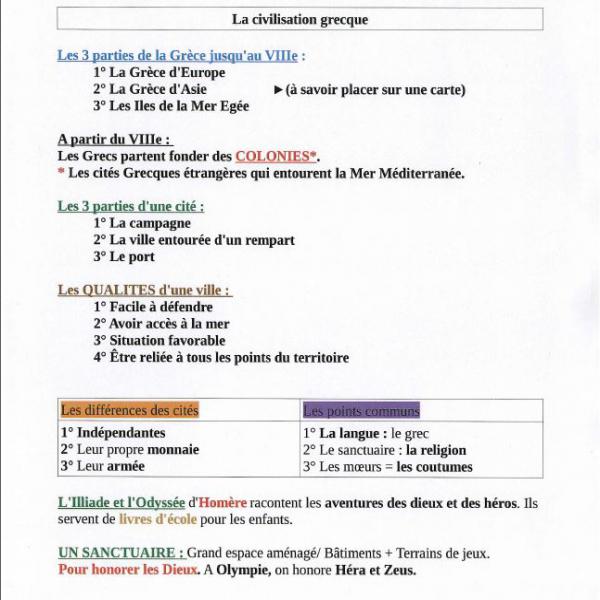 La civilisation grecque
Les 3 parties de la Grèce jusqu'au VIIIe :
1° La Grèce d'Europe
2° La Grèce d'Asie ►(à savoir placer sur une carte)
3° Les Iles de la Mer Egée
A partir du VIIIe :
Les Grecs partent fonder des COLONIES*.
* Les cités Grecques étrangères qui entourent la Mer Méditerranée.
Les 3 parties d'une cité :
1° La campagne
2° La ville entourée d'un rempart
3° Le port
Les QUALITES d'une ville :
1° Facile à défendre
2° Avoir accès à la mer
3° Situation favorable
4° Être reliée à tous les points du territoire
Les différences des cités
1° Indépendantes
2° Leur propre monnaie
3° Leur armée
Les points communs
1° La langue : le grec
2° Le sanctuaire : la religion
3° Les mœurs = les coutumes
L'Illiade et l'Odyssée d'Homère racontent les aventures des dieux et des héros. Ils
servent de livres d'école pour les enfants.
UN SANCTUAIRE : Grand espace aménagé/ Bâtiments + Terrains de jeux.
Pour honorer les Dieux. A Olympie, on honore Héra et Zeus.